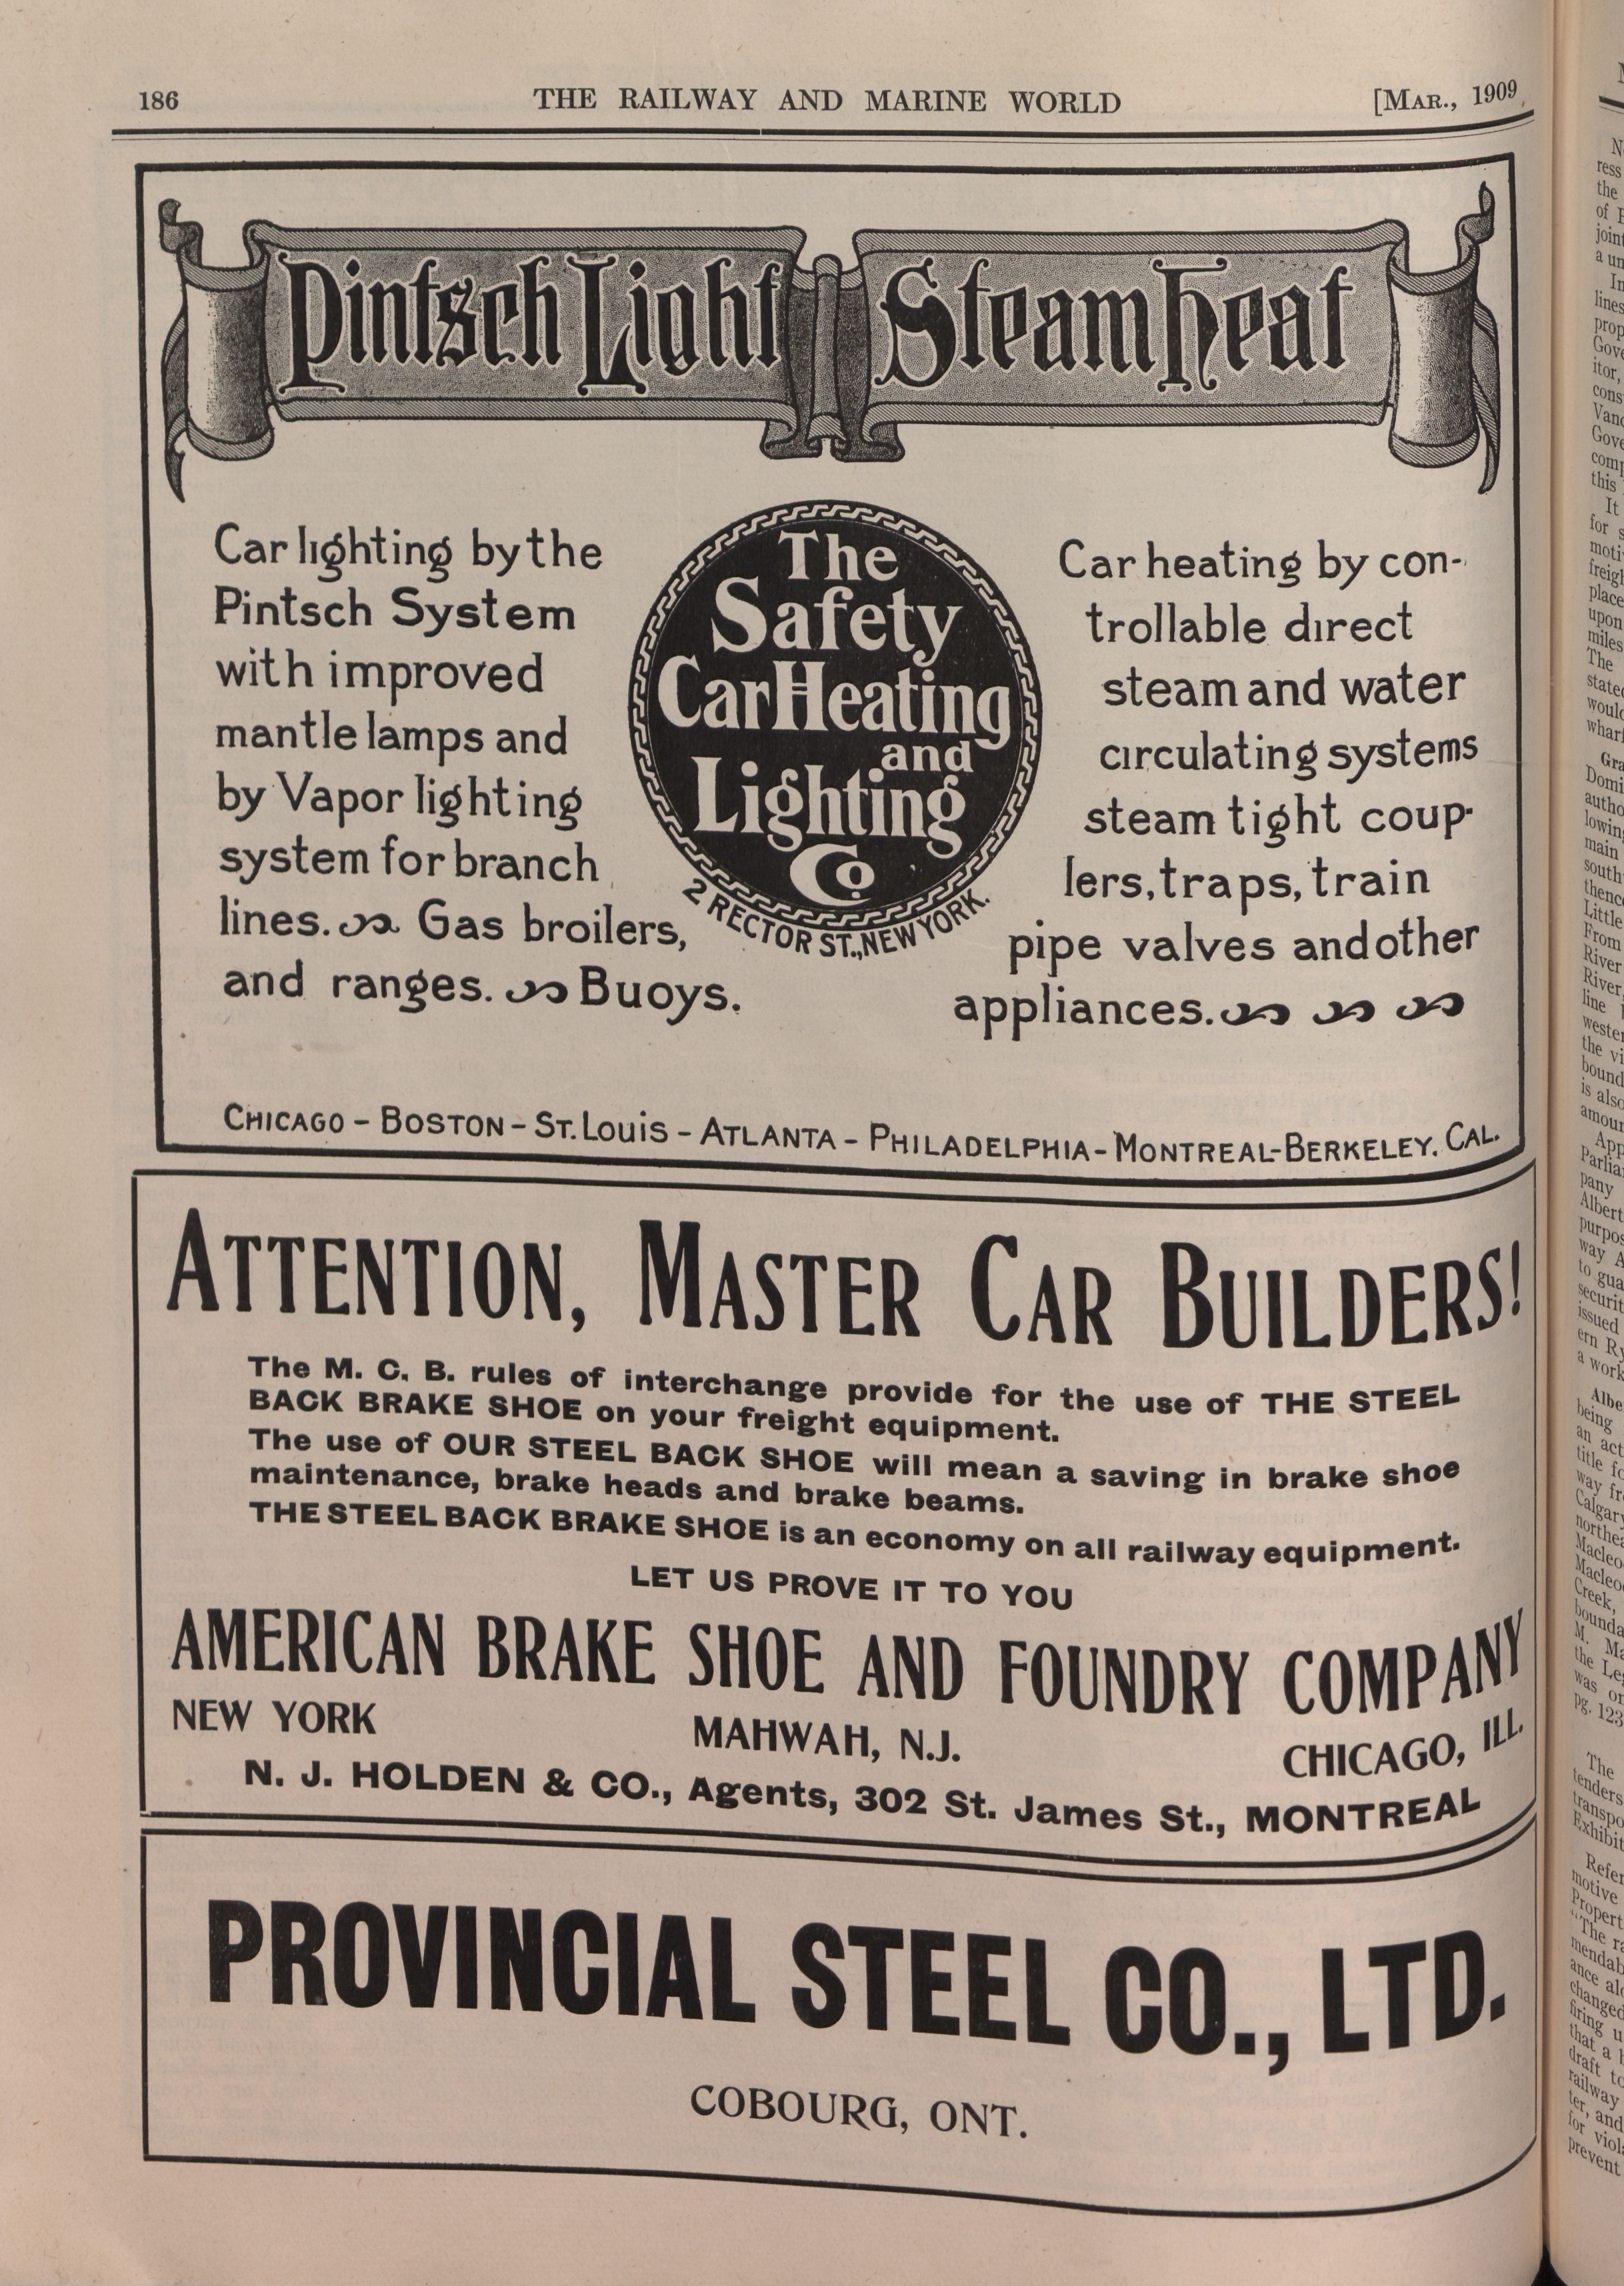 186
THE RAILWAY AND MARINE WORLD
[MAR., 1909.
Pintsch Light Steam Heat
Car lighting by the
Pintsch System
with improved
mantle lamps and
by Vapor lighting
system for branch
lines. Gas broilers,
and ranges. Buoys.
The
Safety
Car Heating
and
Lighting
Co
2 RECTOR ST., NEW YORK.
Car heating by con-
trollable direct
steam and water
circulating systems
steam tight coup-
lers, traps, train
pipe valves and other
appliances.
CHICAGO - BOSTON - ST. LOUIS - ATLANTA - PHILADELPHIA - MONTREAL - BERKELEY. CAL.
ATTENTION, MASTER CAR BUILDERS!
The M. C. B. rules of interchange provide for the use of THE STEEL
BACK BRAKE SHOE on your freight equipment.
The use of OUR STEEL BACK SHOE will mean a saving in brake shoe
maintenance, brake heads and brake beams.
THE STEEL BACK BRAKE SHOE is an economy on all railway equipment.
LET US PROVE IT TO YOU
AMERICAN BRAKE SHOE AND FOUNDRY COMPANY
NEW YORK MAHWAH, N.J. CHICAGO, ILL.
N. J. HOLDEN & CO., Agents, 302 St. James St., MONTREAL
PROVINCIAL STEEL CO., LTD.
COBOURG, ONT.